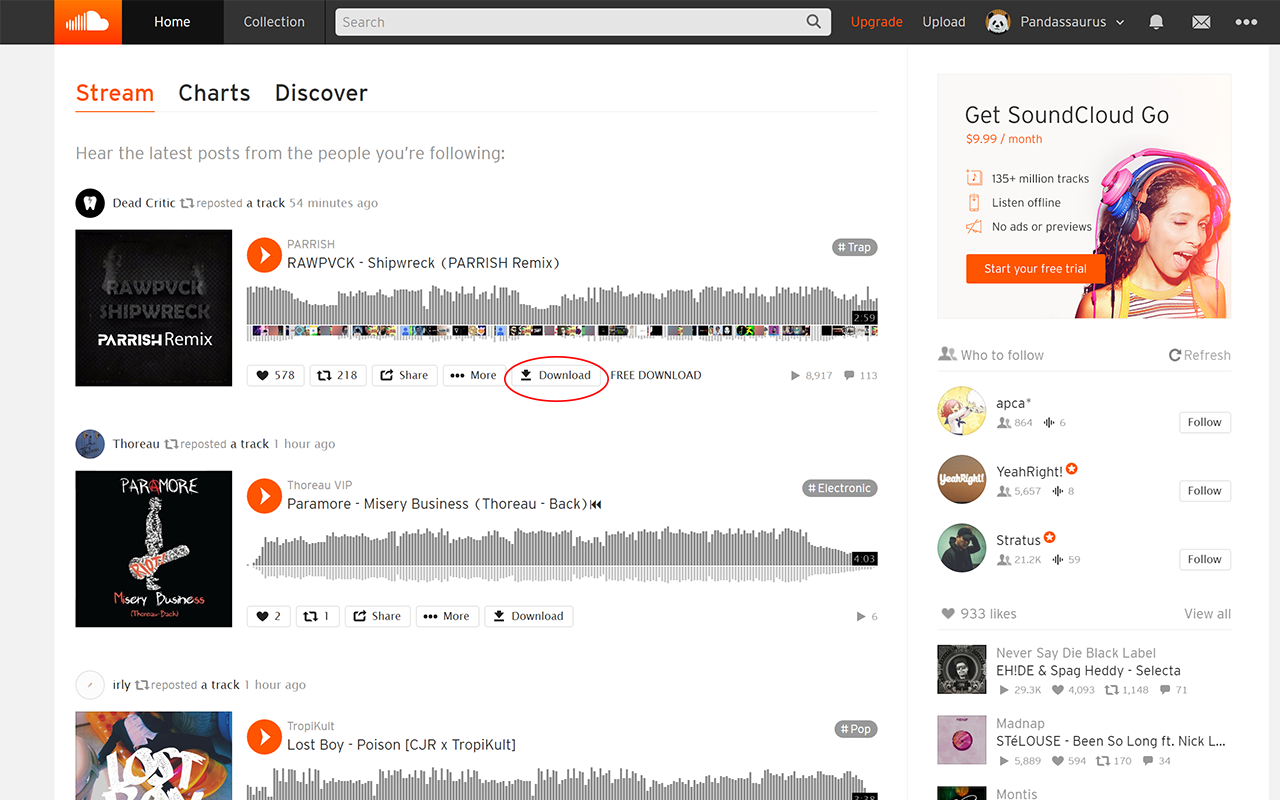 Home
Collection
Search
Upgrade
Upload
Pandassaurus
Stream Charts Discover
Hear the latest posts from the people you're following:
Dead Critic reposted a track 54 minutes ago
RAWPVCK
SHIPWRECK
PARRISH Remix
PARRISH
# Trap
RAWPVCK - Shipwreck (PARRISH Remix)
2:59
578
218
Share
More
Download
FREE DOWNLOAD
8,917
113
Thoreau reposted a track 1 hour ago
PARAMORE
RIOT!
Misery Business
(Thoreau-Back)
Thoreau VIP
# Electronic
Paramore - Misery Business (Thoreau - Back)⏮
4:03
2
1
Share
More
Download
6
irly reposted a track 1 hour ago
LOST
BOY
TropIKult
# Pop
Lost Boy - Poison [CJR x TropiKult]
2:38
Get SoundCloud Go
$9.99 / month
135+ million tracks
Listen offline
No ads or previews
Start your free trial
Who to follow
Refresh
apca*
864
6
Follow
YeahRight!
YeahRight!
5,657
8
Follow
Stratus
21.2K
59
Follow
933 likes
View all
Never Say Die Black Label
EH!DE & Spag Heddy - Selecta
29.3K
4,093
1,148
71
Madnap
STéLOUSE - Been So Long ft. Nick L...
5,889
594
170
34
Montis